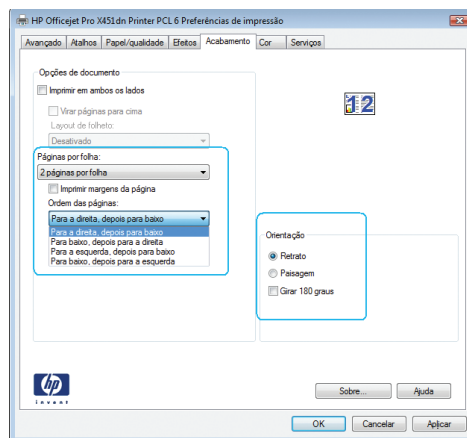 HP Officejet Pro X451dn Printer PCL 6 Preferências de impressão
Avançado Atalhos Papel/qualidade Efeitos Acabamento Cor Serviços
Opções de documento
Imprimir em ambos os lados
Virar páginas para cima
Layout de folheto:
Desativado
Páginas por folha:
2 páginas por folha
Imprimir margens da página
Ordem das páginas:
Para a direita, depois para baixo
Para a direita, depois para baixo
Para baixo, depois para a direita
Para a esquerda, depois para baixo
Para baixo, depois para a esquerda
1 2
Orientação
Retrato
Paisagem
Girar 180 graus
hp
invent
Sobre... Ajuda
OK Cancelar Aplicar